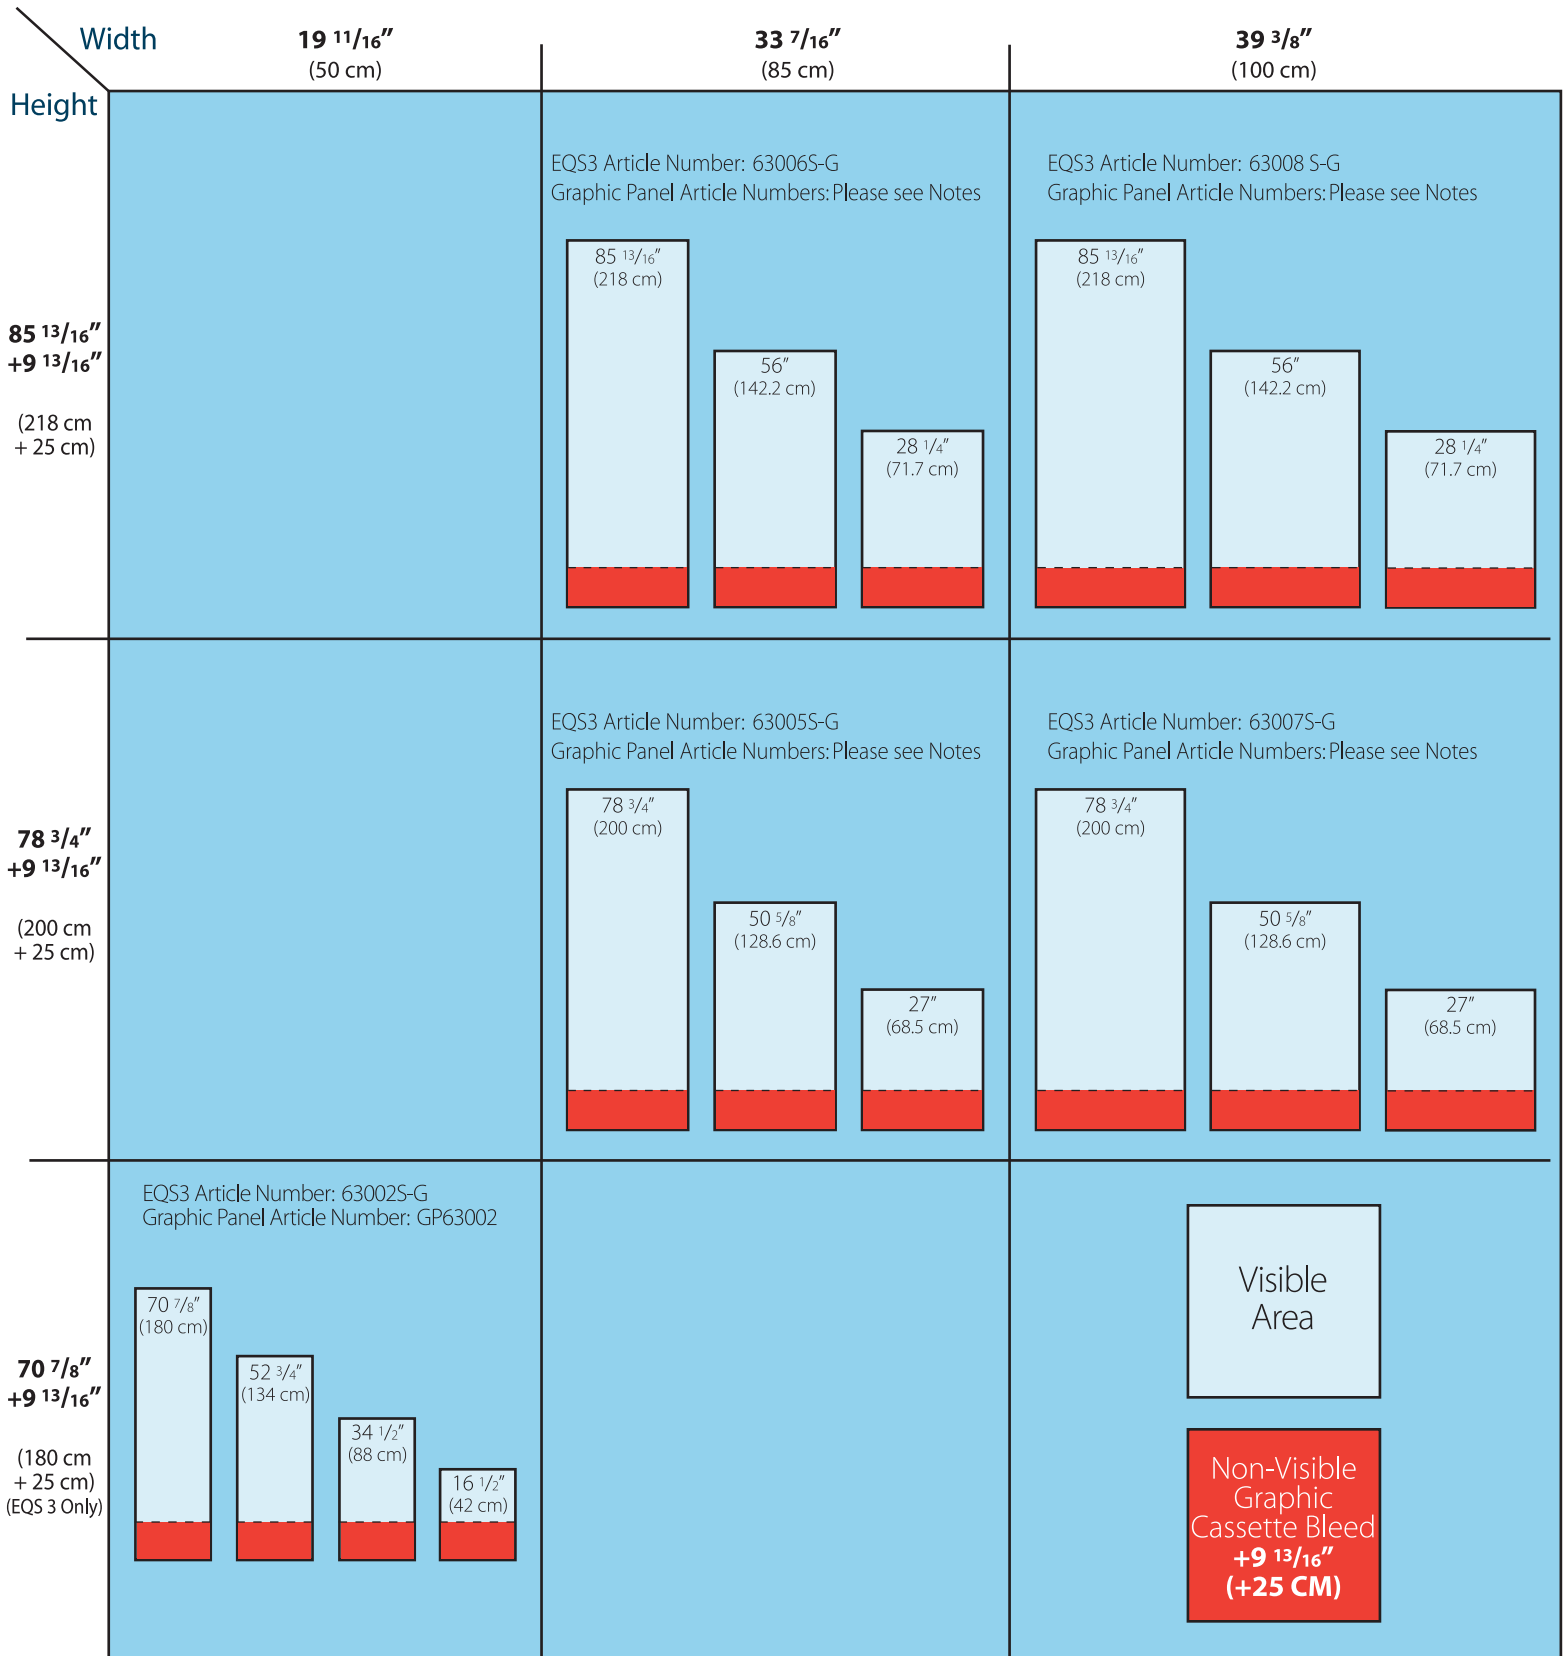 Width
19 11/16″
(50 cm)
33 7/16″
(85 cm)
39 3/8″
(100 cm)
Height
85 13/16″
+9 13/16″
(218 cm
+ 25 cm)
EQS3 Article Number: 63006S-G
Graphic Panel Article Numbers: Please see Notes
85 13/16″
(218 cm)
56″
(142.2 cm)
28 1/4″
(71.7 cm)
EQS3 Article Number: 63008 S-G
Graphic Panel Article Numbers: Please see Notes
85 13/16″
(218 cm)
56″
(142.2 cm)
28 1/4″
(71.7 cm)
78 3/4″
+9 13/16″
(200 cm
+ 25 cm)
EQS3 Article Number: 63005S-G
Graphic Panel Article Numbers: Please see Notes
78 3/4″
(200 cm)
50 5/8″
(128.6 cm)
27″
(68.5 cm)
EQS3 Article Number: 63007S-G
Graphic Panel Article Numbers: Please see Notes
78 3/4″
(200 cm)
50 5/8″
(128.6 cm)
27″
(68.5 cm)
70 7/8″
+9 13/16″
(180 cm
+ 25 cm)
(EQS 3 Only)
EQS3 Article Number: 63002S-G
Graphic Panel Article Number: GP63002
70 7/8″
(180 cm)
52 3/4″
(134 cm)
34 1/2″
(88 cm)
16 1/2″
(42 cm)
Visible
Area
Non-Visible
Graphic
Cassette Bleed
+9 13/16″
(+25 CM)